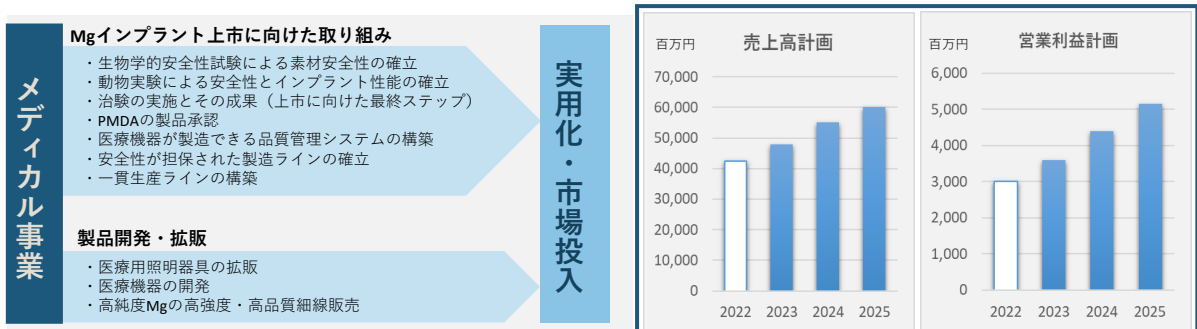 メディカル事業
Mgインプラント上市に向けた取り組み
・生物学的安全性試験による素材安全性の確立
・動物実験による安全性とインプラント性能の確立
・治験の実施とその成果（上市に向けた最終ステップ）
・PMDAの製品承認
・医療機器が製造できる品質管理システムの構築
・安全性が担保された製造ラインの確立
・一貫生産ラインの構築
製品開発・拡販
・医療用照明器具の拡販
・医療機器の開発
・高純度Mgの高強度・高品質細線販売
実用化・市場投入
百万円
売上高計画
70,000
60,000
50,000
40,000
30,000
20,000
10,000
0
2022 2023 2024 2025
百万円
営業利益計画
6,000
5,000
4,000
3,000
2,000
1,000
0
2022 2023 2024 2025